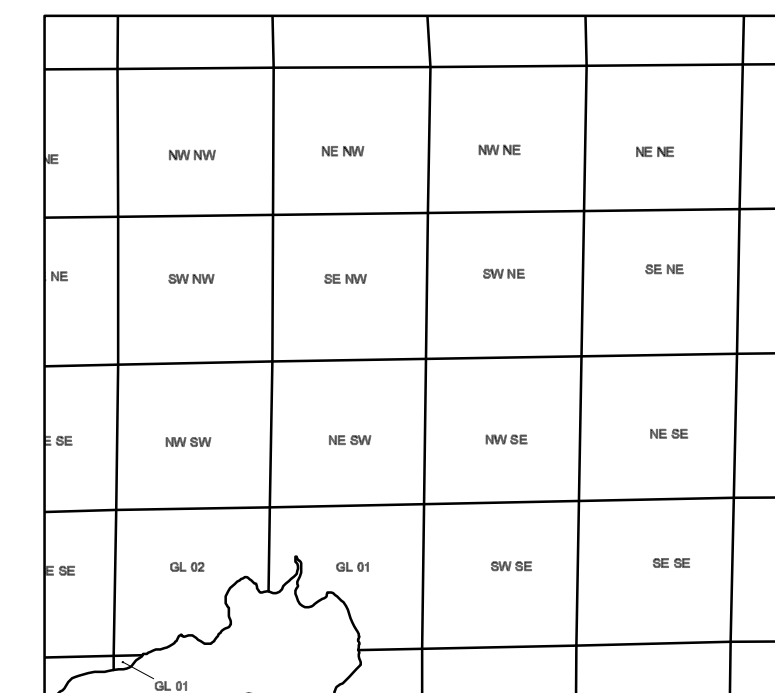 NE
NW NW
NE NW
NW NE
NE NE
NE
SW NW
SE NW
SW NE
SE NE
SE
NW SW
NE SW
NW SE
NE SE
SE
GL 02
GL 01
SW SE
SE SE
GL 01